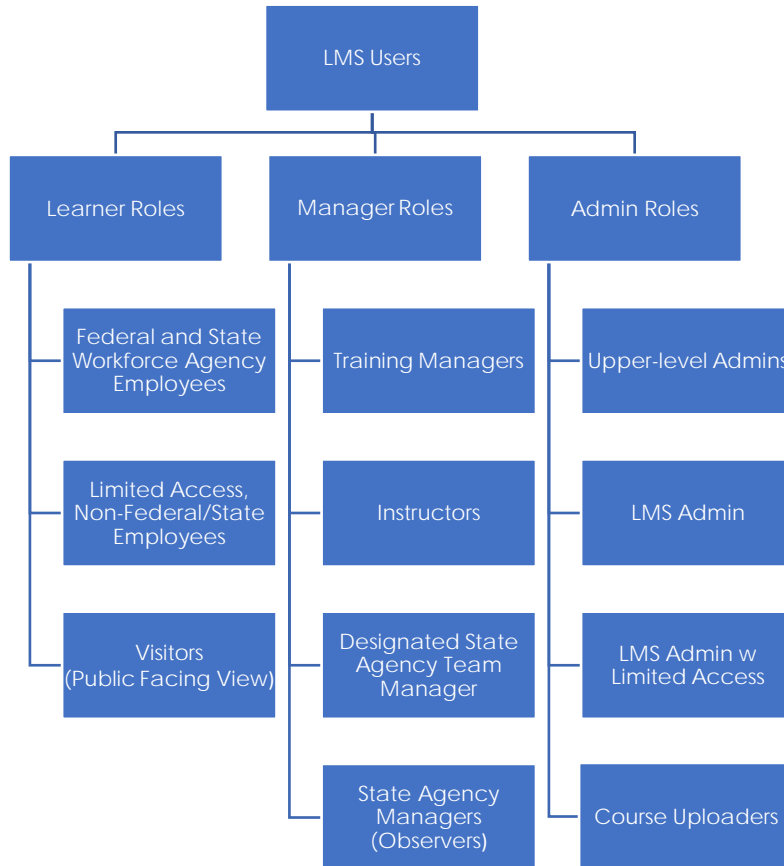 LMS Users
Learner Roles
Manager Roles
Admin Roles
Federal and State
Workforce Agency
Employees
Limited Access,
Non-Federal/State
Employees
Visitors
(Public Facing View)
Training Managers
Instructors
Designated State
Agency Team
Manager
State Agency
Managers
(Observers)
Upper-level Admins
LMS Admin
LMS Admin w
Limited Access
Course Uploaders